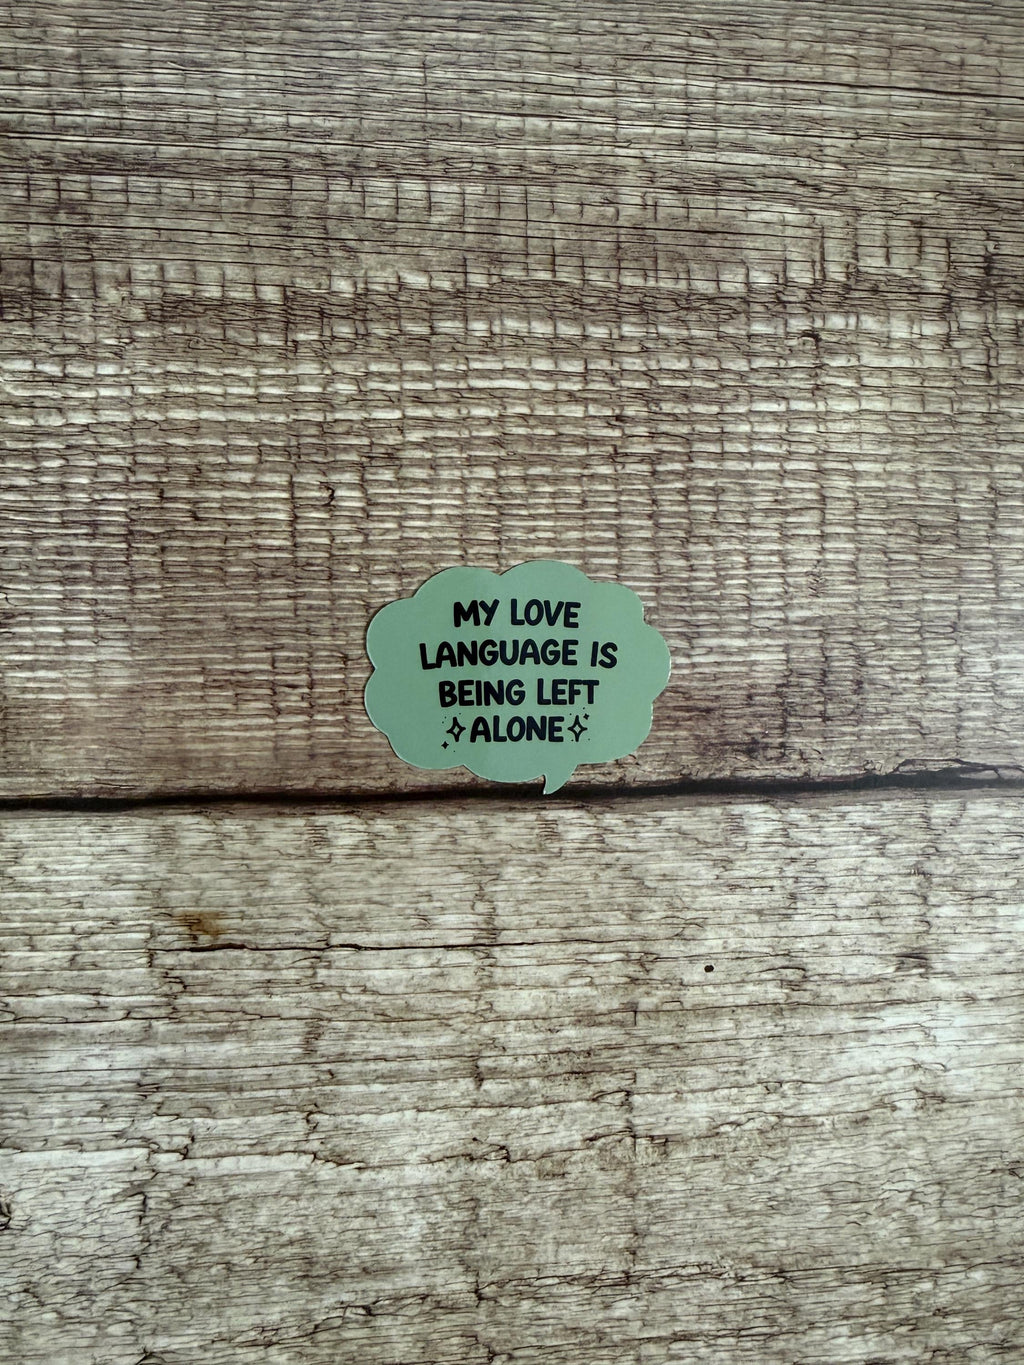 MY LOVE
LANGUAGE IS
BEING LEFT
ALONE